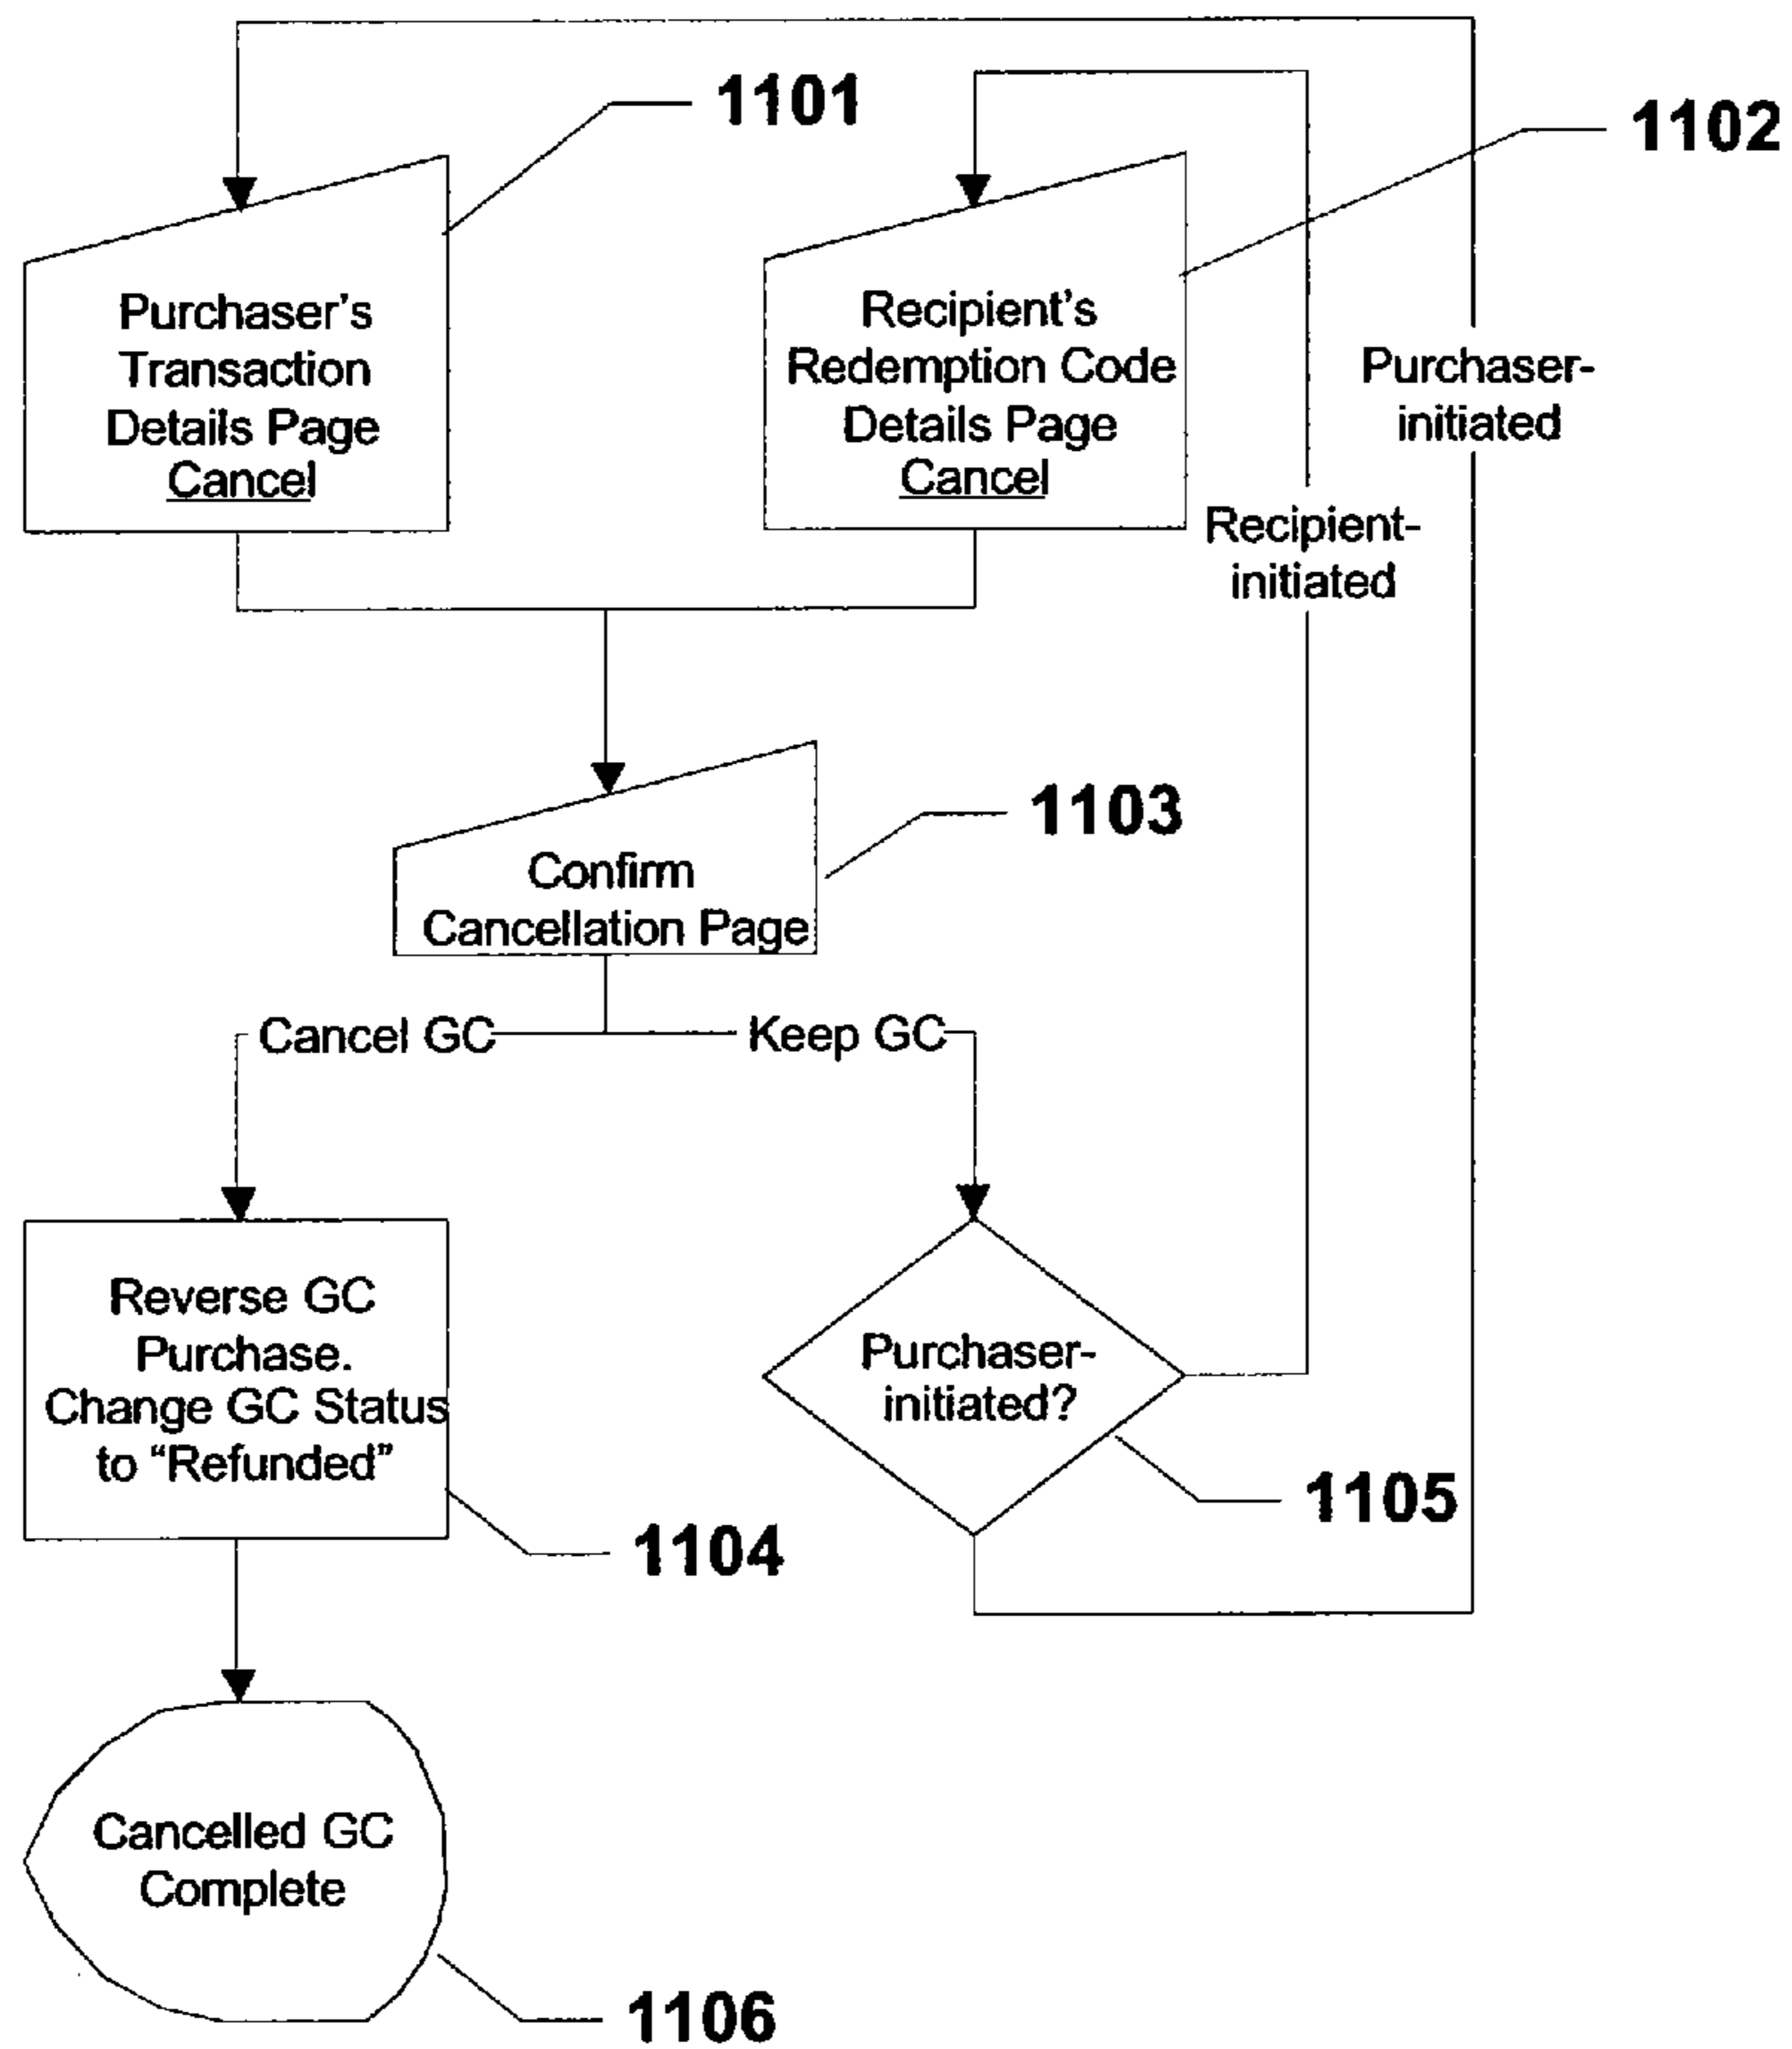 1101
1102
Purchaser's
Transaction
Details Page
Cancel
Recipient's
Redemption Code
Details Page
Cancel
Purchaser-
initiated
Recipient-
initiated
1103
Confirm
Cancellation Page
Cancel GC
Keep GC
Reverse GC
Purchase.
Change GC Status
to “Refunded”
Purchaser-
initiated?
1105
1104
Cancelled GC
Complete
1106